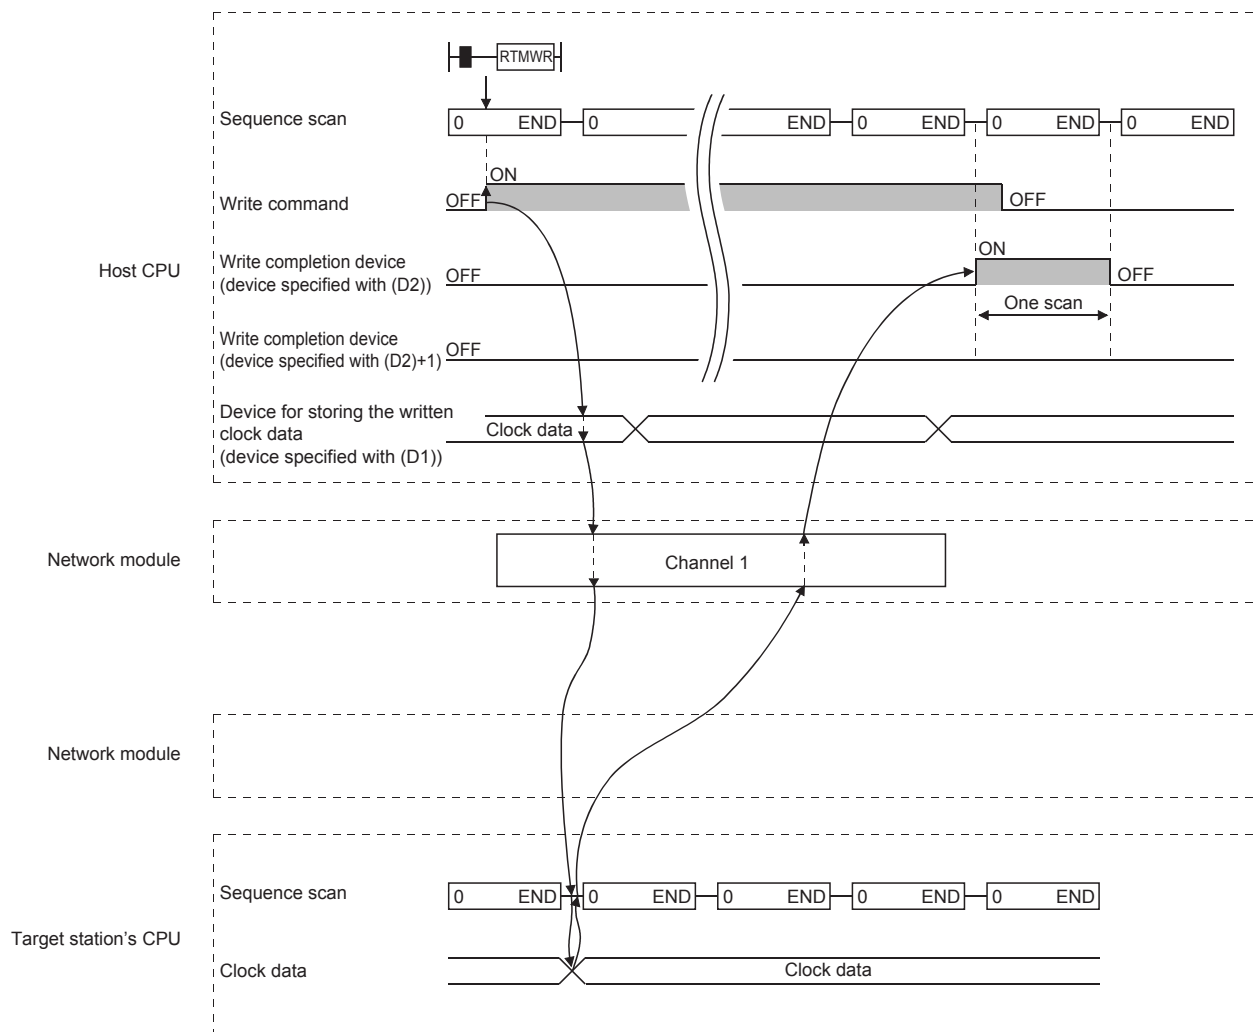 RTMWR
Sequence scan
0 END 0 END 0 END 0 END 0
ON
Write command
OFF
OFF
Host CPU
Write completion device
(device specified with (D2))
OFF
ON
OFF
One scan
Write completion device
(device specified with (D2)+1)
OFF
Device for storing the written
clock data
(device specified with (D1))
Clock data
Network module
Channel 1
Network module
Sequence scan
0 END 0 END 0 END 0 END 0 END
Target station's CPU
Clock data
Clock data